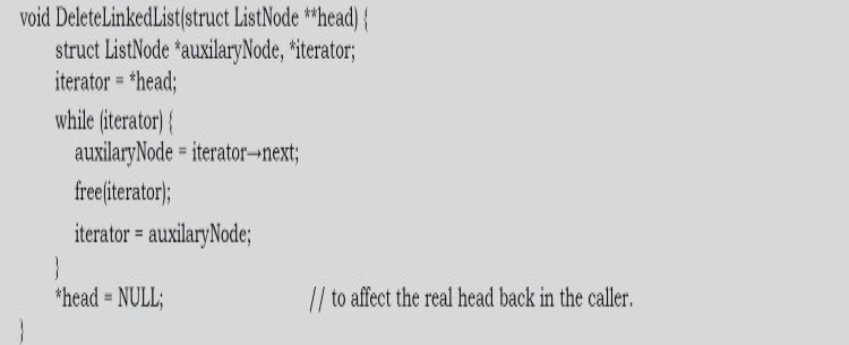 void DeleteLinkedList(struct ListNode **head) {
struct ListNode *auxilaryNode, *iterator;
iterator = *head;
while (iterator) {
auxilaryNode = iterator→next;
free(iterator);
iterator = auxilaryNode;
}
*head = NULL; // to affect the real head back in the caller.
}